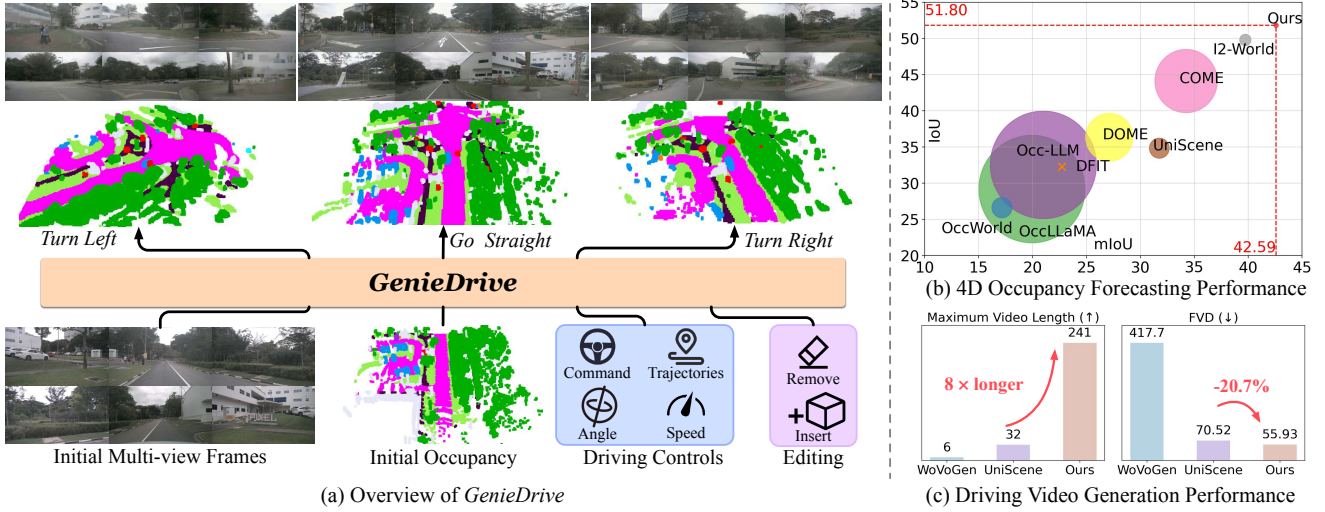 Turn Left
Go Straight
Turn Right
GenieDrive
Command
Trajectories
Angle
Speed
Remove
Insert
PIXEL
Initial Multi-view Frames
Initial Occupancy
Driving Controls
Editing
(a) Overview of GenieDrive
55
51.80
50
45
40
35
30
25
20
IoU
Ours
I2-World
COME
DOME
UniScene
Occ-LLM
DFIT
OccWorld
OccLLaMA
mIoU
42.59
10
15
20
25
30
35
40
45
(b) 4D Occupancy Forecasting Performance
Maximum Video Length (↑)
241
8 × longer
32
6
WoVoGen
UniScene
Ours
FVD (↓)
417.7
-20.7%
70.52
55.93
WoVoGen
UniScene
Ours
(c) Driving Video Generation Performance